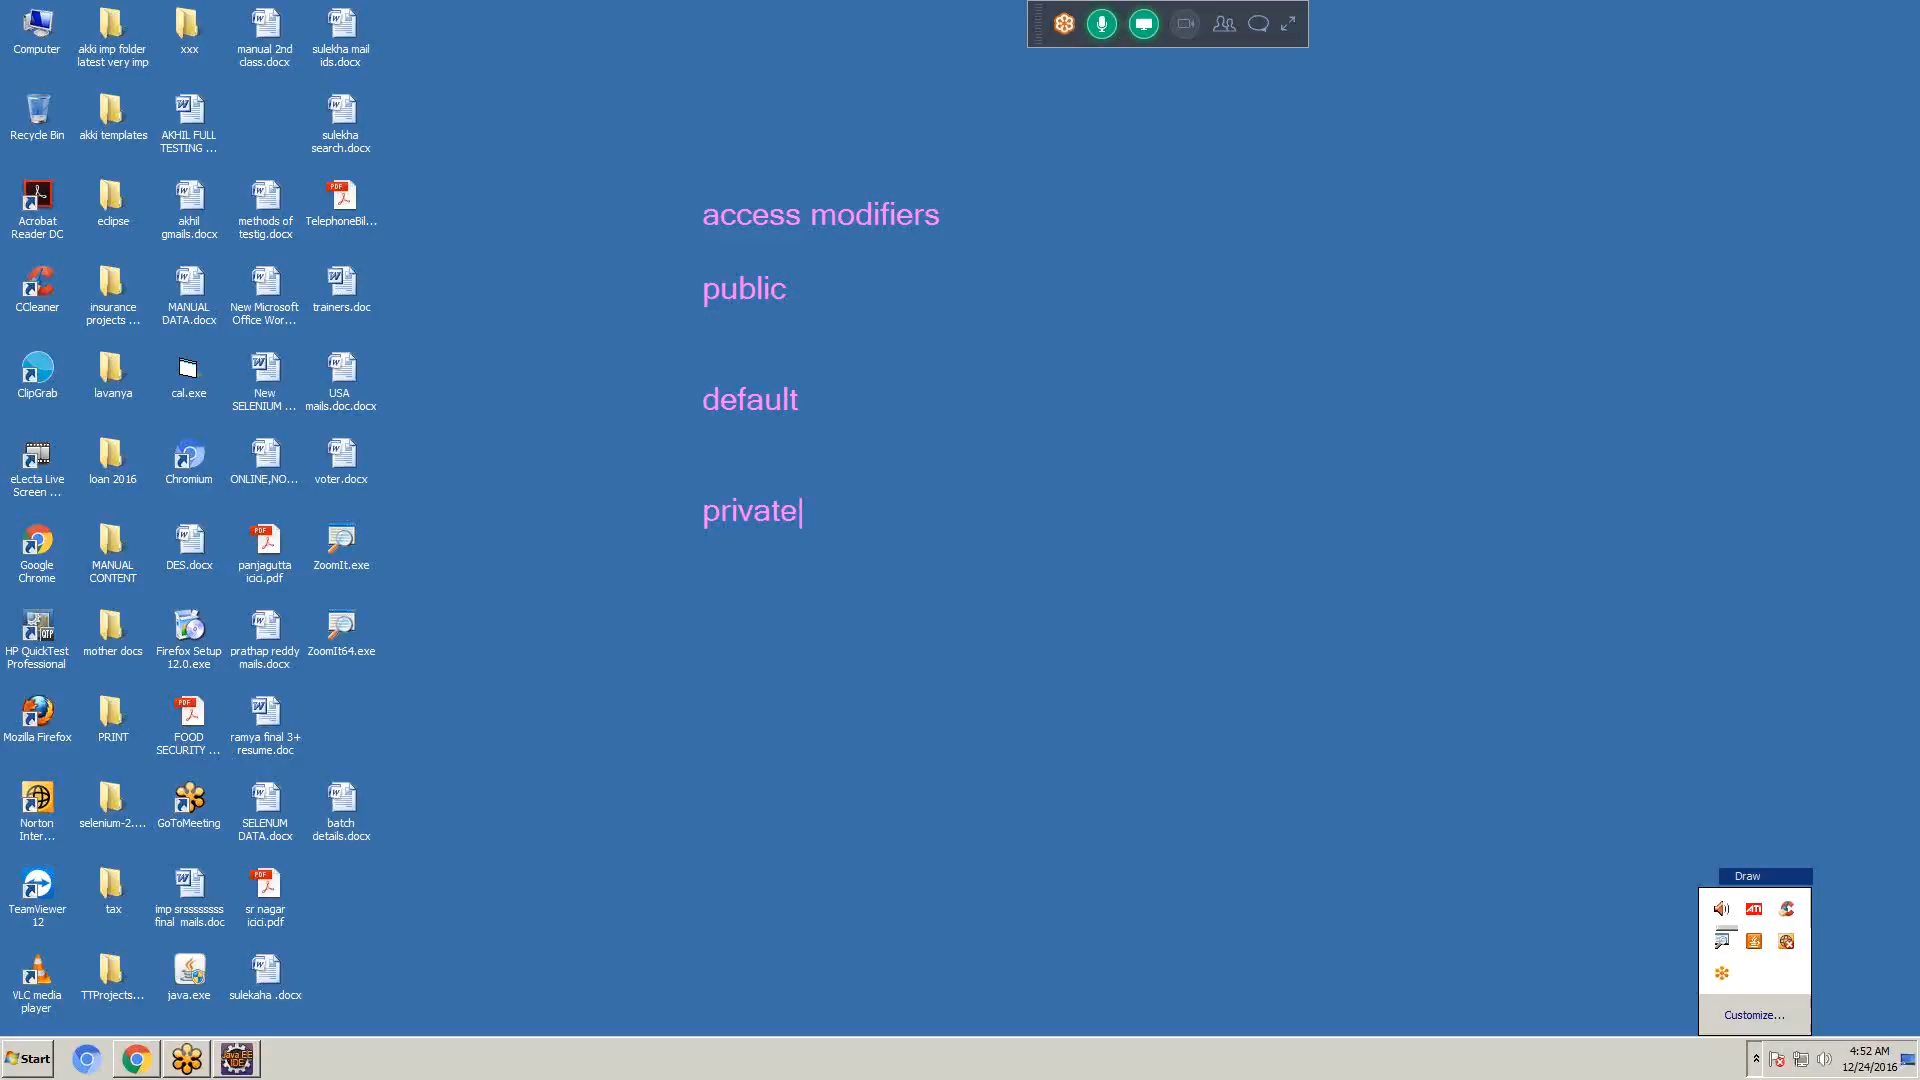 Computer
akki imp folder
latest very imp
xxx
manual 2nd
class.docx
sulekha mail
ids.docx
Recycle Bin
akki templates
AKHIL FULL
TESTING ...
sulekha
search.docx
Acrobat
Reader DC
eclipse
akhil
gmails.docx
methods of
testig.docx
TelephoneBil...
CCleaner
insurance
projects ...
MANUAL
DATA.docx
New Microsoft
Office Wor...
trainers.doc
ClipGrab
lavanya
cal.exe
New
SELENIUM ...
USA
mails.doc.docx
eLecta Live
Screen ...
loan 2016
Chromium
ONLINE,NO...
voter.docx
Google
Chrome
MANUAL
CONTENT
DES.docx
panjagutta
icici.pdf
ZoomIt.exe
HP QuickTest
Professional
mother docs
Firefox Setup
12.0.exe
prathap reddy
mails.docx
ZoomIt64.exe
Mozilla Firefox
PRINT
FOOD
SECURITY ...
ramya final 3+
resume.doc
Norton
Inter...
selenium-2....
GoToMeeting
SELENUM
DATA.docx
batch
details.docx
TeamViewer
12
tax
imp srssssssss
final mails.doc
sr nagar
icici.pdf
VLC media
player
TTProjects...
java.exe
sulekaha .docx
access modifiers
public
default
private
Draw
ATI
Customize...
Start
Java EE
IDE
4:52 AM
12/24/2016